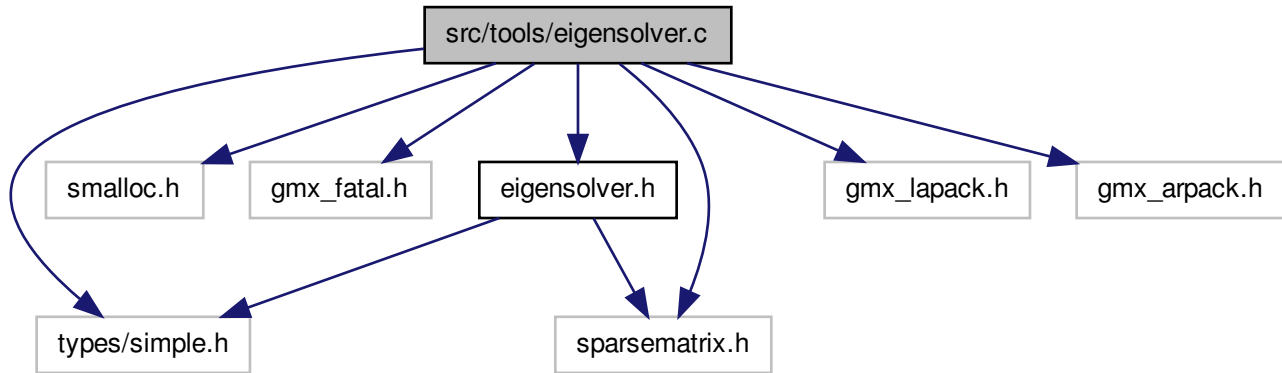 src/tools/eigensolver.c
smalloc.h
gmx_fatal.h
eigensolver.h
gmx_lapack.h
gmx_arpack.h
types/simple.h
sparsematrix.h